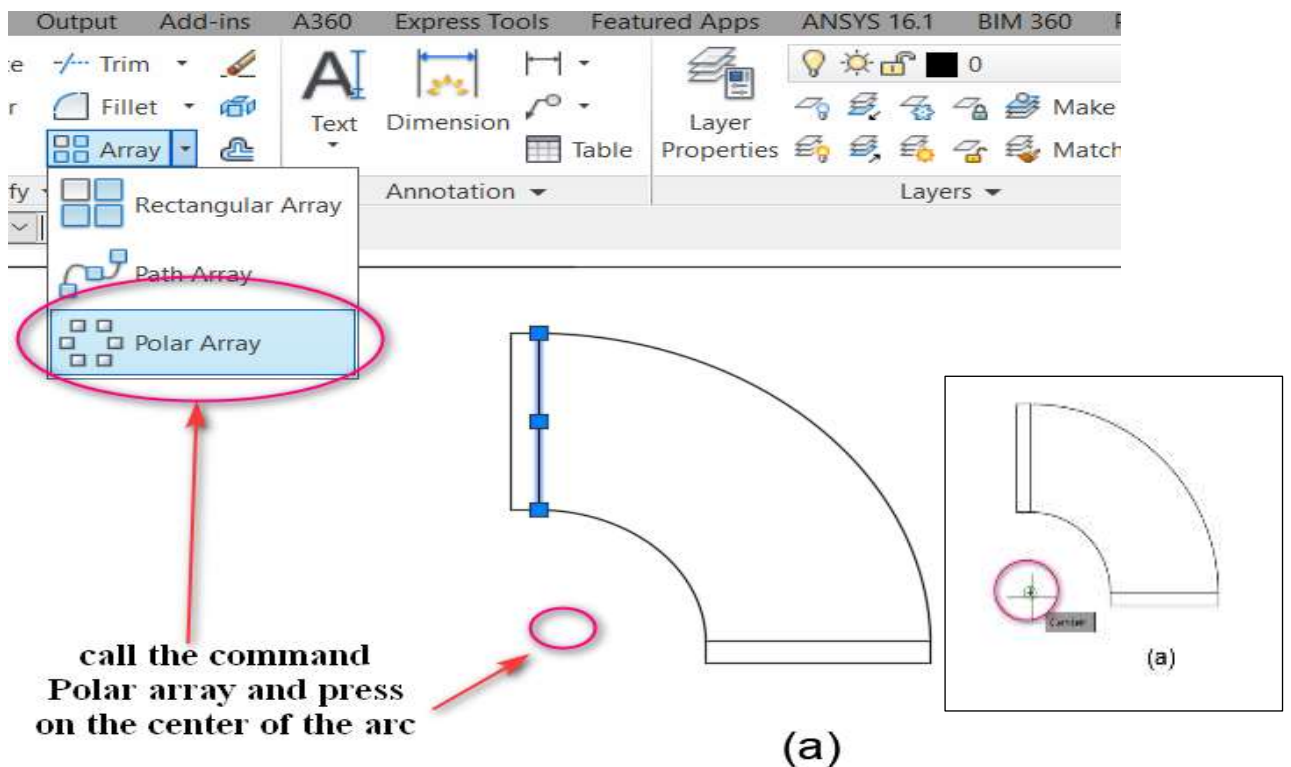 Output Add-ins A360 Express Tools Featured Apps ANSYS 16.1 BIM 360
Trim
0
Fillet
Text
Dimension
Layer
Properties
Make
Array
Table
Match
Annotation
Layers
Rectangular Array
Path Array
Polar Array
call the command
Polar array and press
on the center of the arc
Center
(a)
(a)